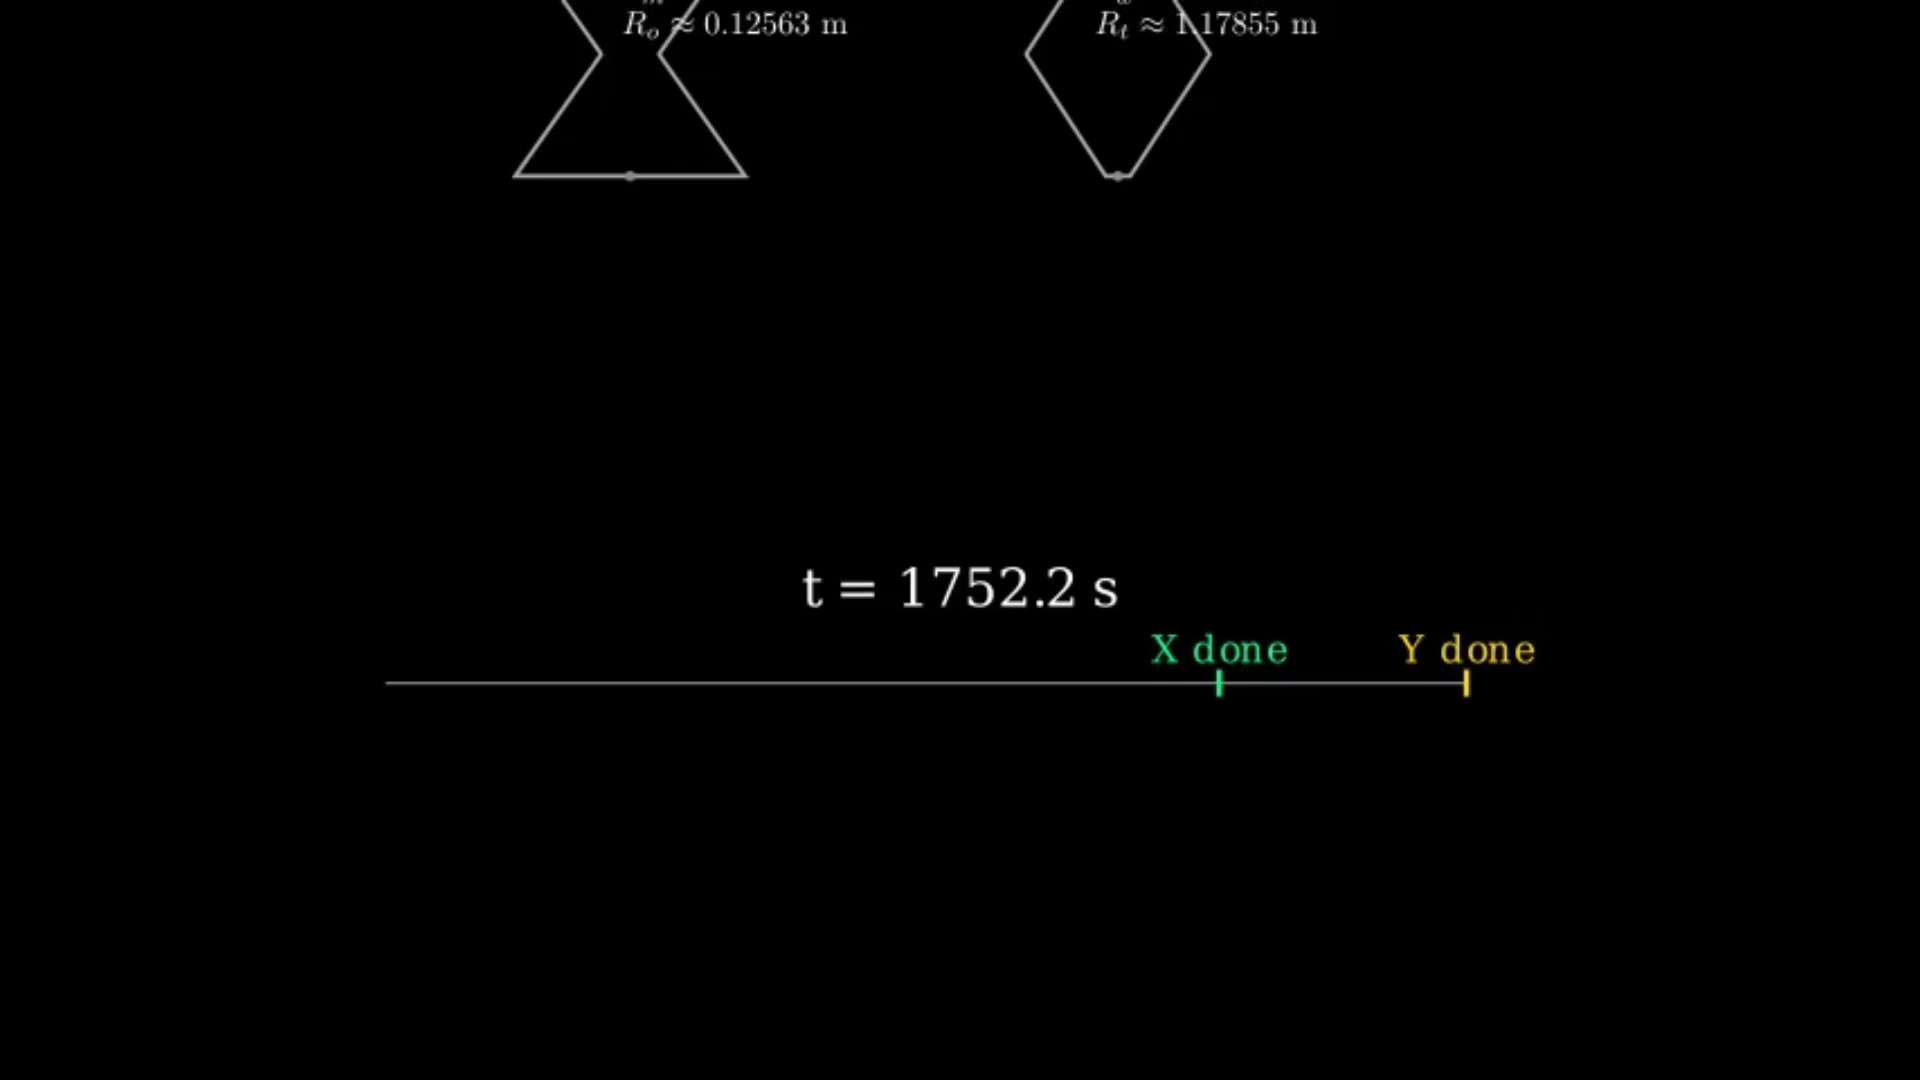 R_o ≈ 0.12563 m
R_t ≈ 1.17855 m
t = 1752.2 s
X done
Y done